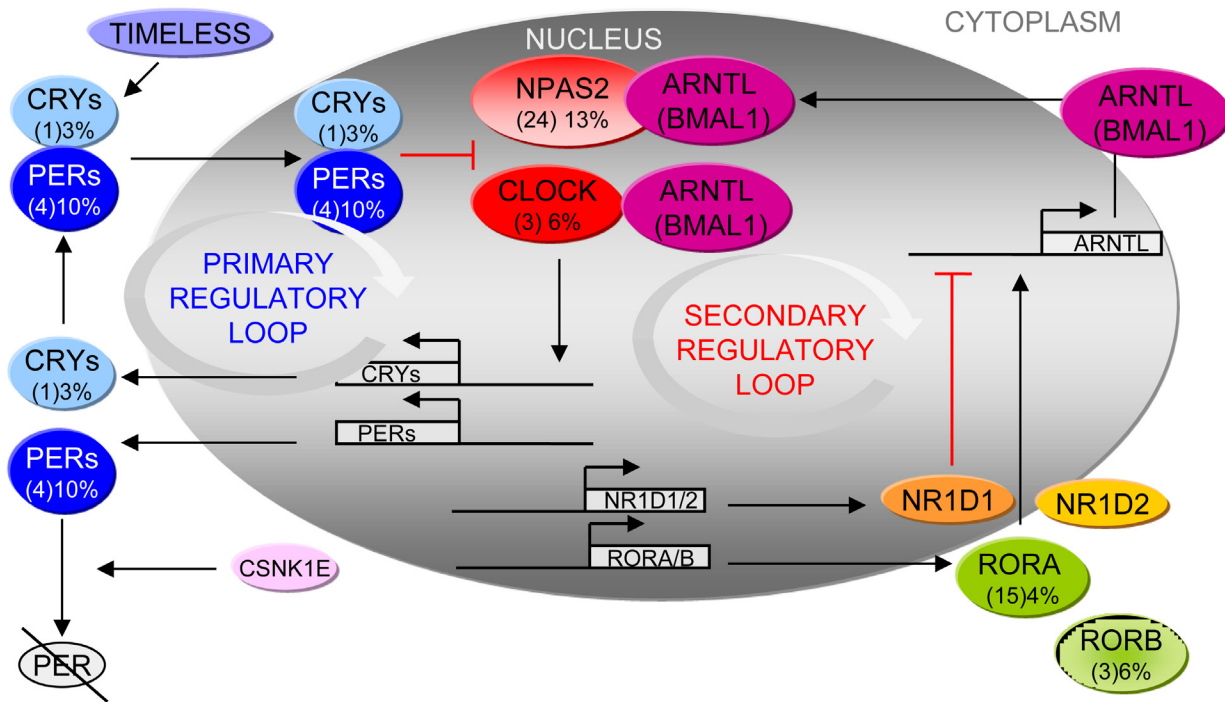 TIMELESS
CYTOPLASM
NUCLEUS
CRYs
(1)3%
PERs
(4)10%
CRYs
(1)3%
PERs
(4)10%
NPAS2
(24) 13%
ARNTL
(BMAL1)
ARNTL
(BMAL1)
CLOCK
(3) 6%
ARNTL
(BMAL1)
ARNTL
PRIMARY
REGULATORY
LOOP
SECONDARY
REGULATORY
LOOP
CRYs
(1)3%
CRYs
PERs
PERs
(4)10%
NR1D1/2
NR1D1
NR1D2
RORA/B
CSNK1E
RORA
(15)4%
PER
RORB
(3)6%